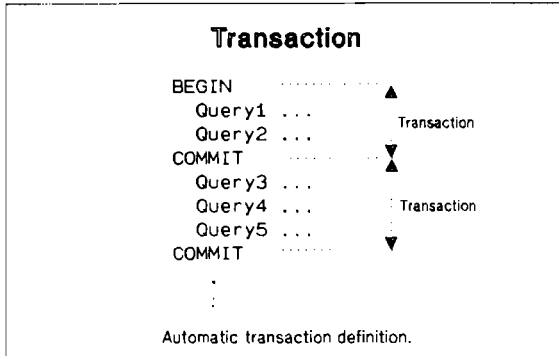 Transaction
BEGIN
Query1 ...
Query2 ...
Transaction
COMMIT
Query3 ...
Query4 ...
Transaction
Query5 ...
COMMIT
Automatic transaction definition.